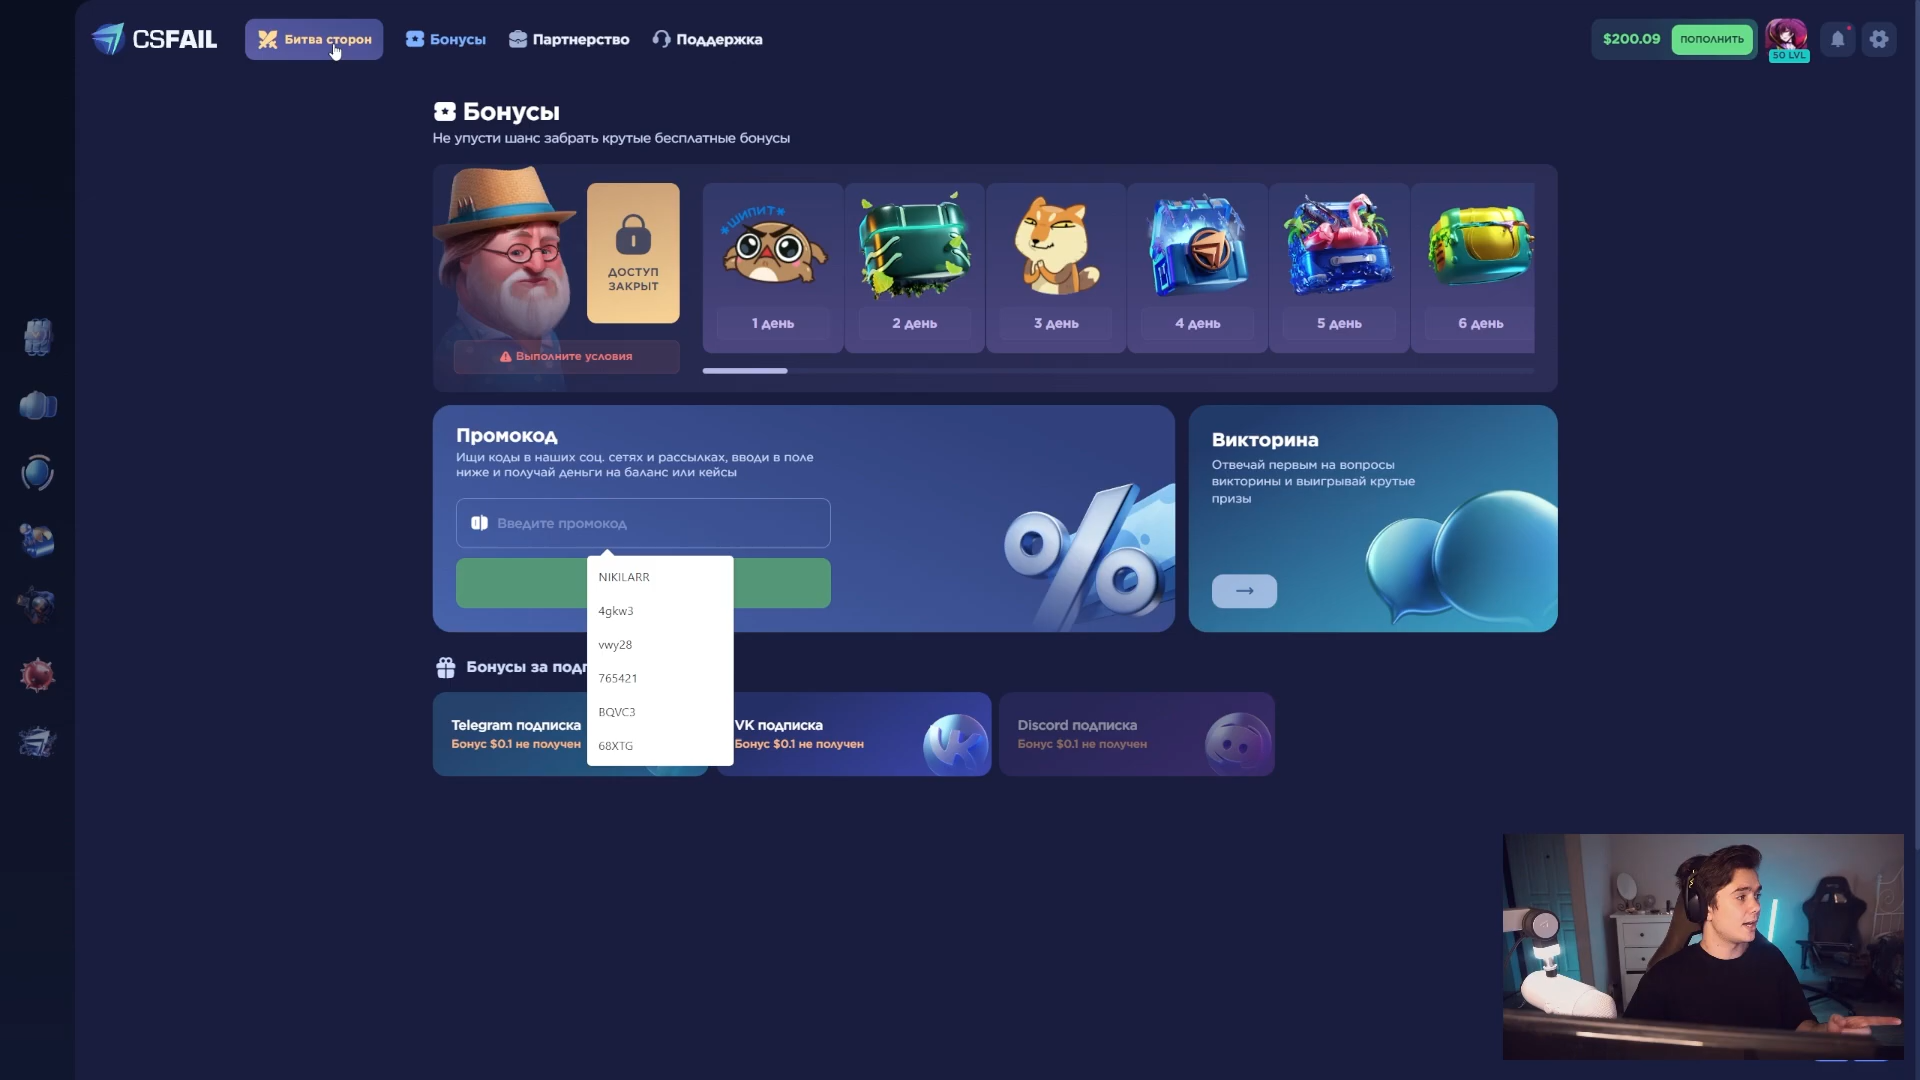 CSFAIL
Битва сторон
Бонусы
Партнерство
Поддержка
$200.09
ПОПОЛНИТЬ
50 LVL
Бонусы
Не упусти шанс забрать крутые бесплатные бонусы
ДОСТУП
ЗАКРЫТ
Выполните условия
*ШИПИТ*
1 день
2 день
3 день
4 день
5 день
6 день
Промокод
Ищи коды в наших соц. сетях и рассылках, вводи в поле
ниже и получай деньги на баланс или кейсы
Введите промокод
NIKILARR
4gkw3
vwy28
765421
BQVC3
68XTG
Викторина
Отвечай первым на вопросы
викторины и выигрывай крутые
призы
Бонусы за под
Telegram подписка
Бонус $0.1 не получен
VK подписка
Бонус $0.1 не получен
Discord подписка
Бонус $0.1 не получен